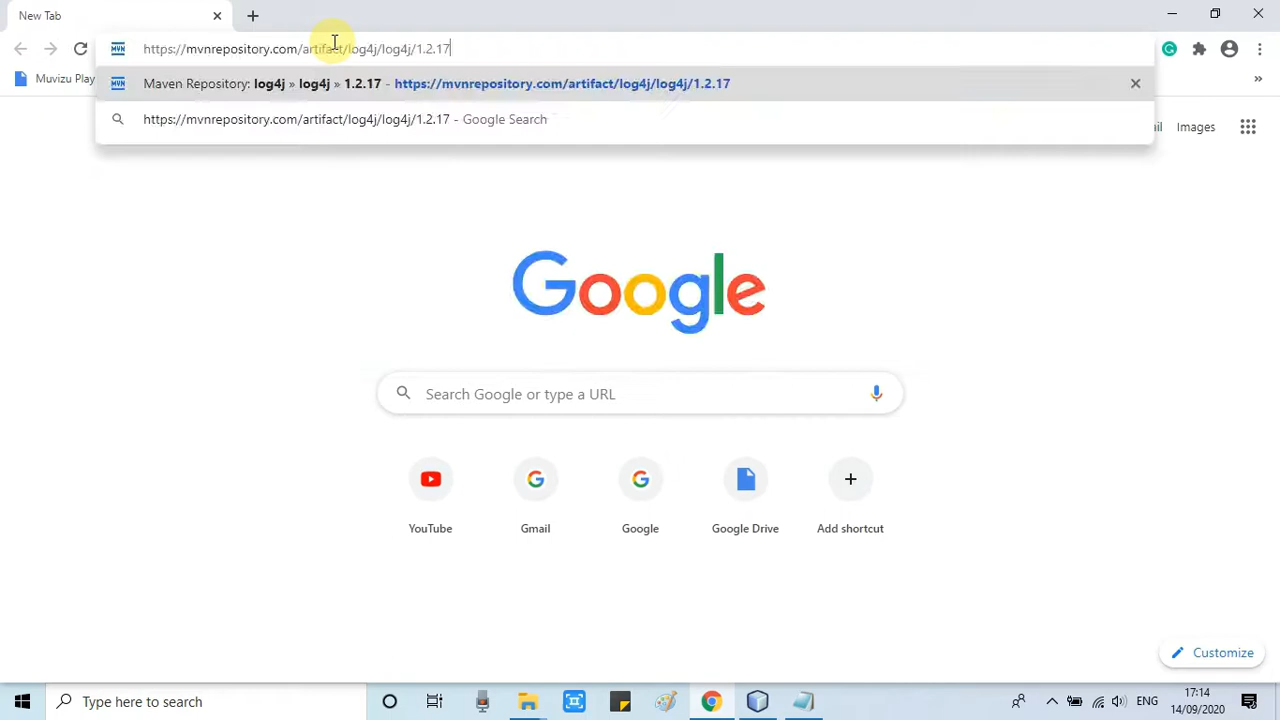 New Tab
https://mvnrepository.com/artifact/log4j/log4j/1.2.17
Muvizu Play
MVN Maven Repository: log4j » log4j » 1.2.17 - https://mvnrepository.com/artifact/log4j/log4j/1.2.17
https://mvnrepository.com/artifact/log4j/log4j/1.2.17 - Google Search
ail Images
Google
Search Google or type a URL
YouTube Gmail Google Google Drive Add shortcut
Customize
Type here to search
ENG
17:14
14/09/2020